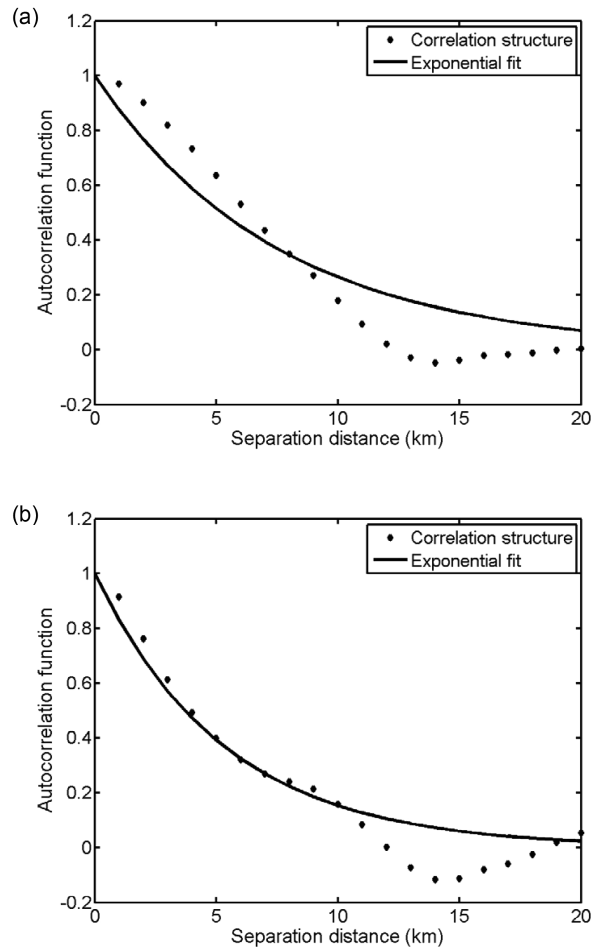 (a)
1.2
1
0.8
0.6
0.4
0.2
0
-0.2
Autocorrelation function
Correlation structure
Exponential fit
0 5 10 15 20
Separation distance (km)
(b)
1.2
1
0.8
0.6
0.4
0.2
0
-0.2
Autocorrelation function
Correlation structure
Exponential fit
0 5 10 15 20
Separation distance (km)